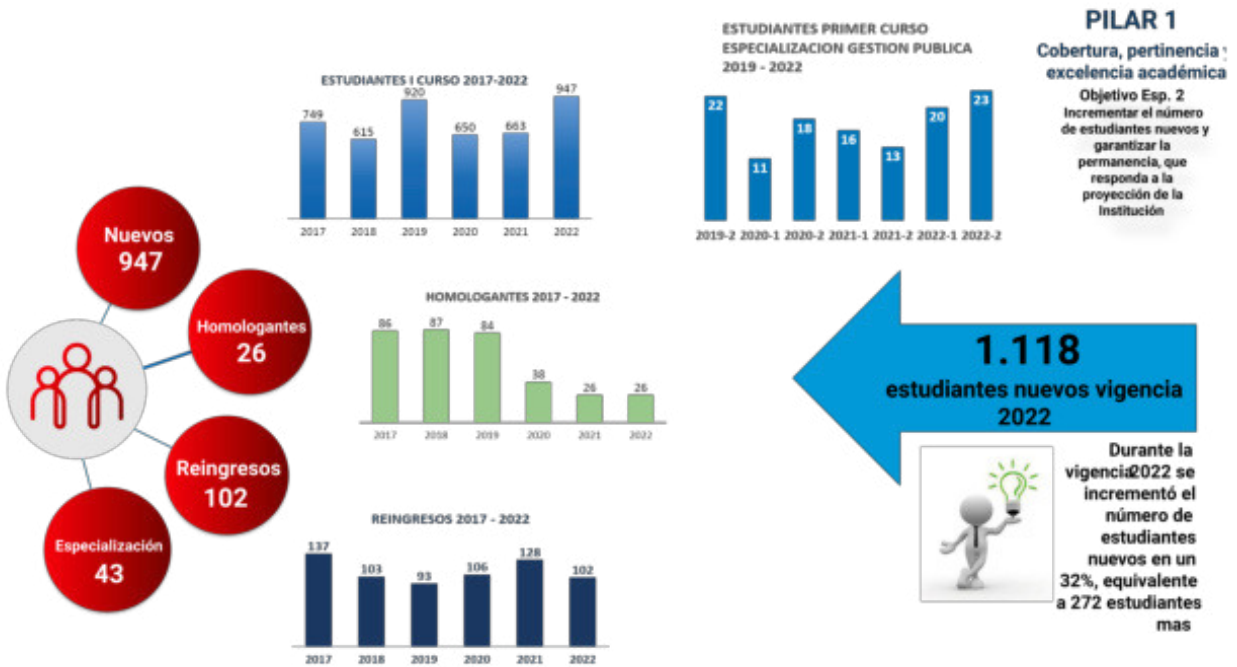 PILAR 1
Cobertura, pertinencia y
excelencia académica
Objetivo Esp. 2
Incrementar el número
de estudiantes nuevos y
garantizar la
permanencia, que
responda a la
proyección de la
Institución
ESTUDIANTES I CURSO 2017-2022
749
615
920
650
663
947
2017 2018 2019 2020 2021 2022
ESTUDIANTES PRIMER CURSO
ESPECIALIZACION GESTION PUBLICA
2019 - 2022
22
11
18
16
13
20
23
2019-2 2020-1 2020-2 2021-1 2021-2 2022-1 2022-2
Nuevos
947
Homologantes
26
Reingresos
102
Especialización
43
HOMOLOGANTES 2017 - 2022
86
87
84
38
26
26
2017 2018 2019 2020 2021 2022
REINGRESOS 2017 - 2022
137
103
93
106
128
102
2017 2018 2019 2020 2021 2022
1.118
estudiantes nuevos vigencia
2022
Durante la
vigencia2022 se
incrementó el
número de
estudiantes
nuevos en un
32%, equivalente
a 272 estudiantes
mas